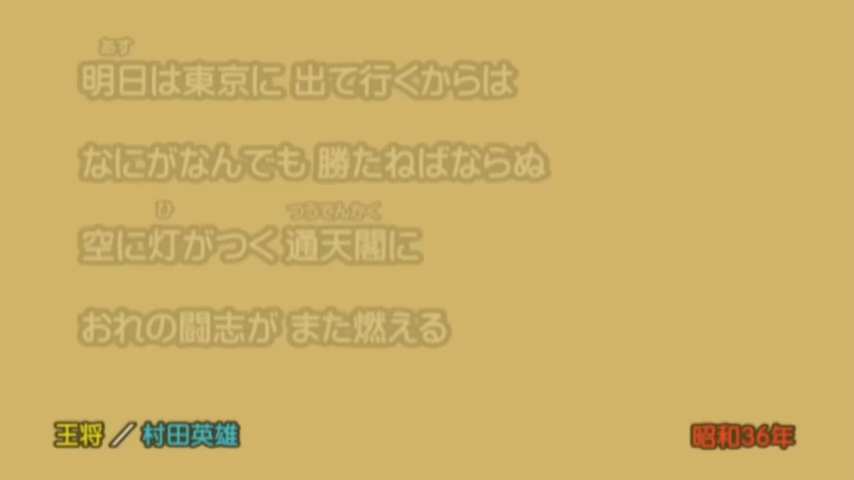 あす
明日は東京に 出て行くからは
なにがなんでも 勝たねばならぬ
ひ つうてんかく
空に灯がつく 通天閣に
おれの闘志が また燃える
王将／村田英雄 昭和36年